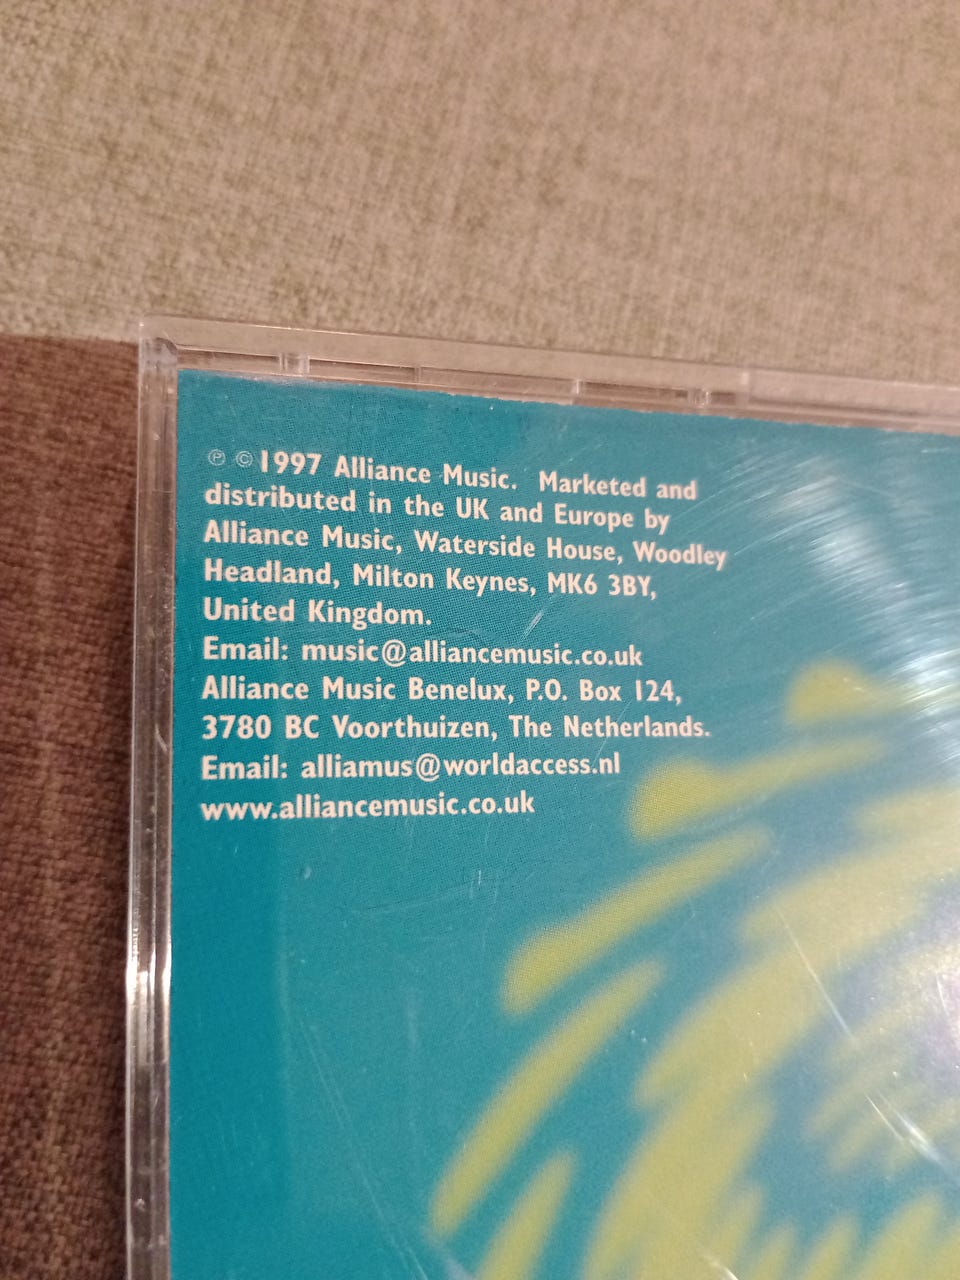 ℗ ©1997 Alliance Music. Marketed and
distributed in the UK and Europe by
Alliance Music, Waterside House, Woodley
Headland, Milton Keynes, MK6 3BY,
United Kingdom.
Email: music@alliancemusic.co.uk
Alliance Music Benelux, P.O. Box 124,
3780 BC Voorthuizen, The Netherlands.
Email: alliamus@worldaccess.nl
www.alliancemusic.co.uk